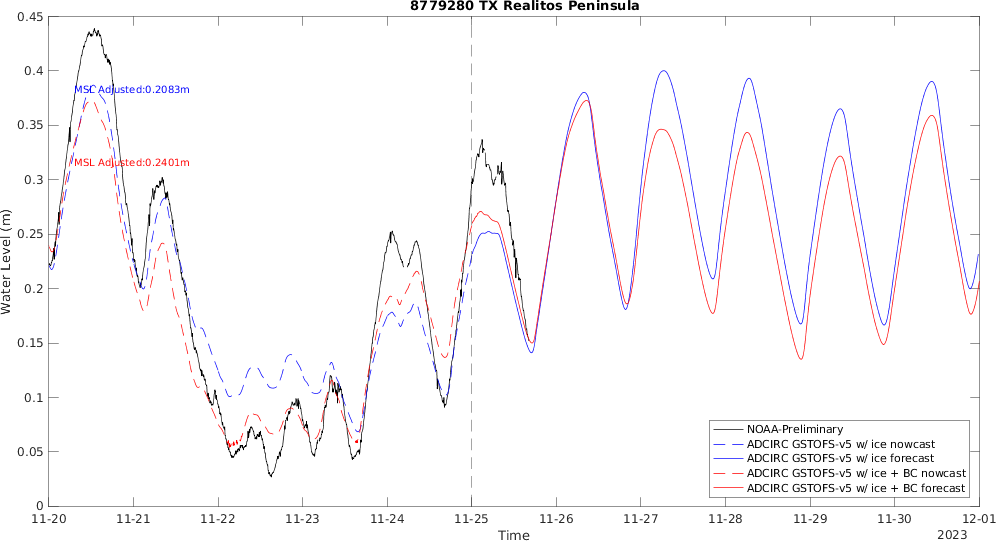 8779280 TX Realitos Peninsula
0.45
0.4
0.35
0.3
0.25
0.2
0.15
0.1
0.05
0
Water Level (m)
MSL Adjusted:0.2083m
MSL Adjusted:0.2401m
NOAA-Preliminary
ADCIRC GSTOFS-v5 w/ ice nowcast
ADCIRC GSTOFS-v5 w/ ice forecast
ADCIRC GSTOFS-v5 w/ ice + BC nowcast
ADCIRC GSTOFS-v5 w/ ice + BC forecast
11-20 11-21 11-22 11-23 11-24 11-25 11-26 11-27 11-28 11-29 11-30 12-01
Time
2023